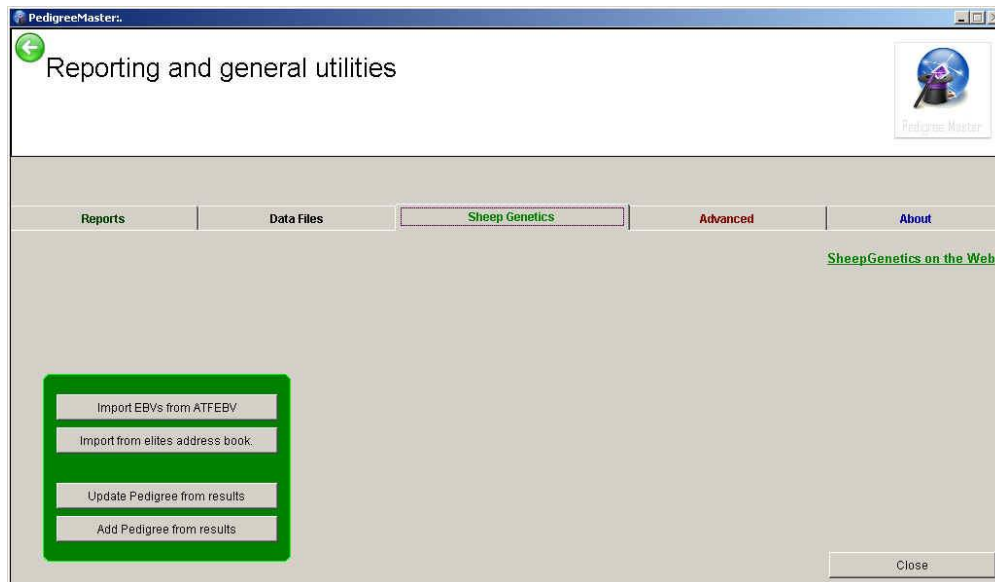 PedigreeMaster:.
Reporting and general utilities
Pedigree Master
Reports
Data Files
Sheep Genetics
Advanced
About
SheepGenetics on the Web
Import EBVs from ATFEBV
Import from elites address book.
Update Pedigree from results
Add Pedigree from results
Close